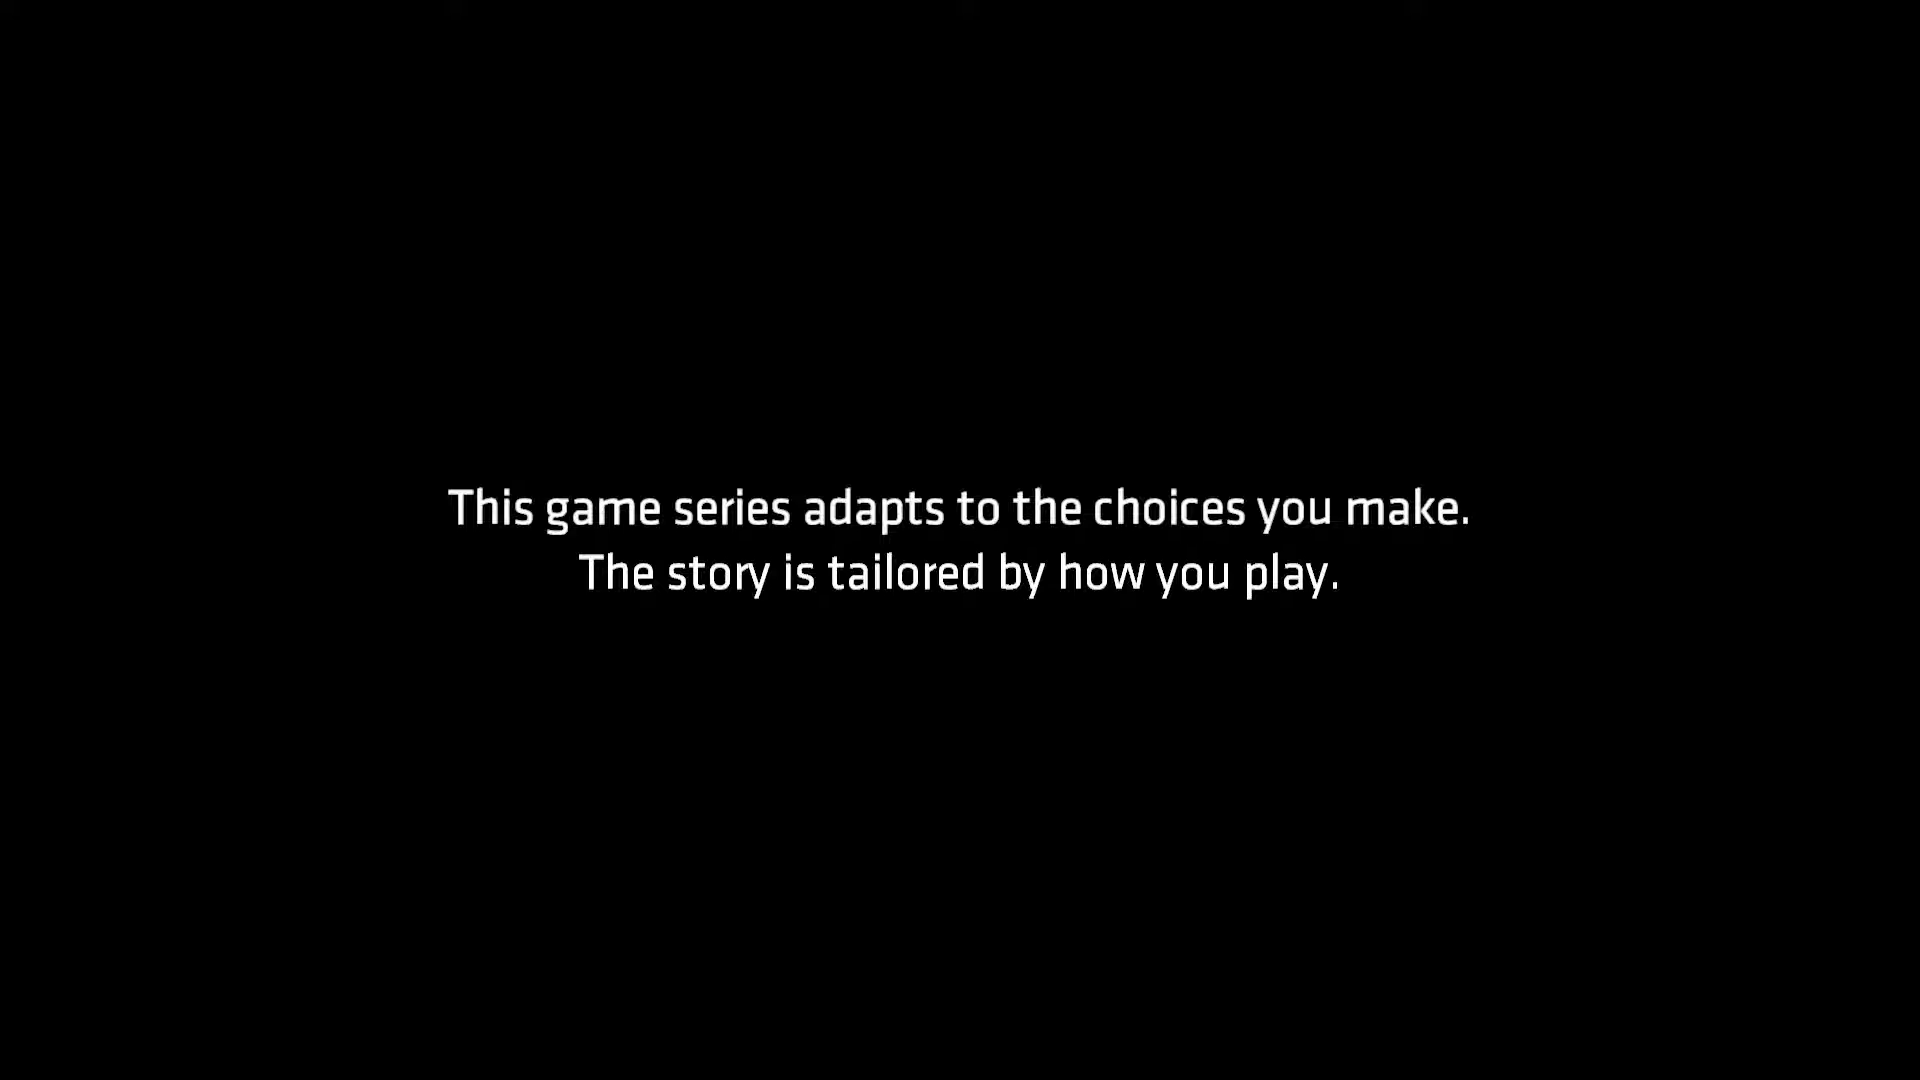 This game series adapts to the choices you make.
The story is tailored by how you play.